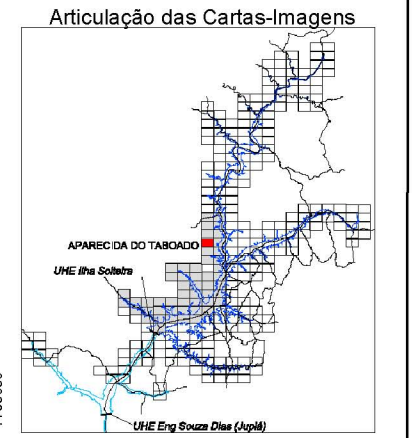 Articulação das Cartas-Imagens
APARECIDA DO TABOADO
UHE Ilha Solteira
UHE Eng Souza Dias (Jupiá)